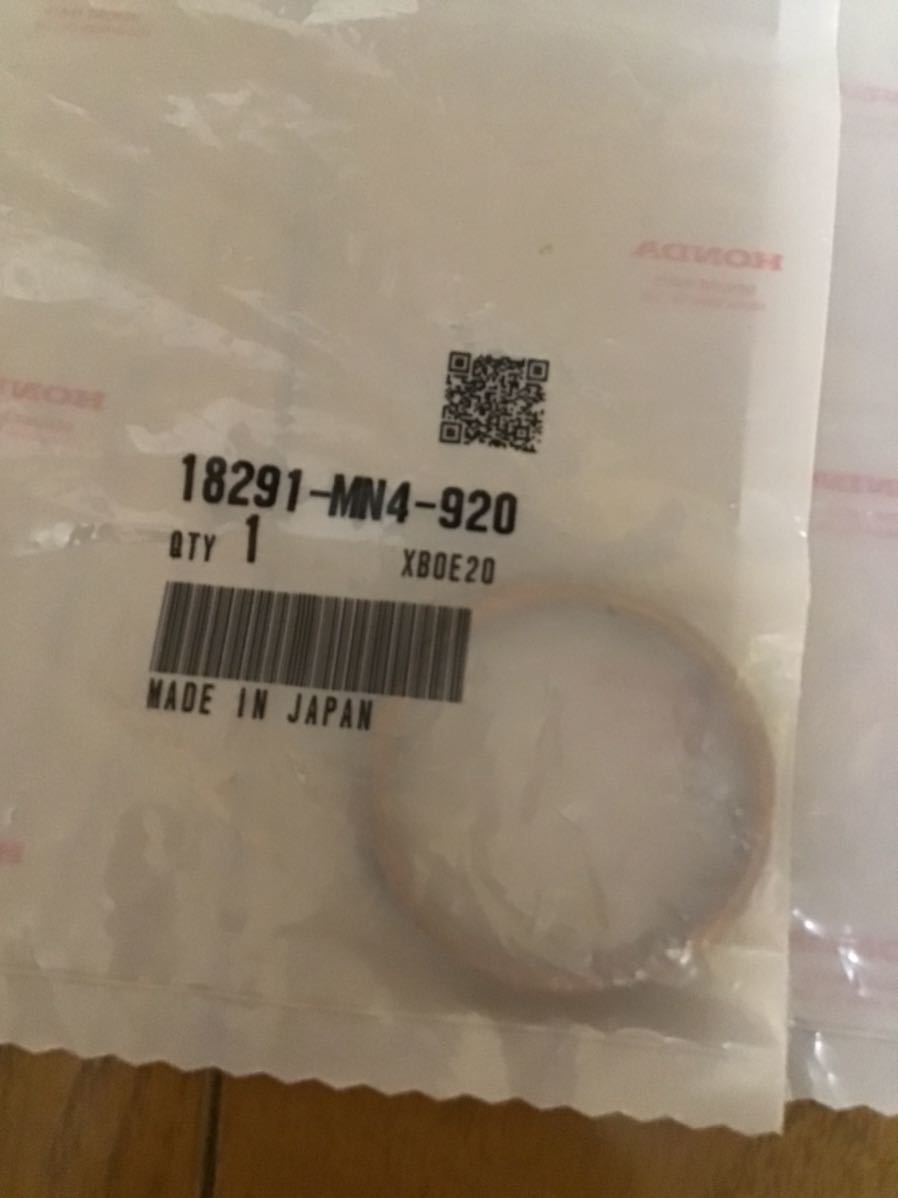 HONDA
18291-MN4-920
QTY 1 XB0E20
MADE IN JAPAN